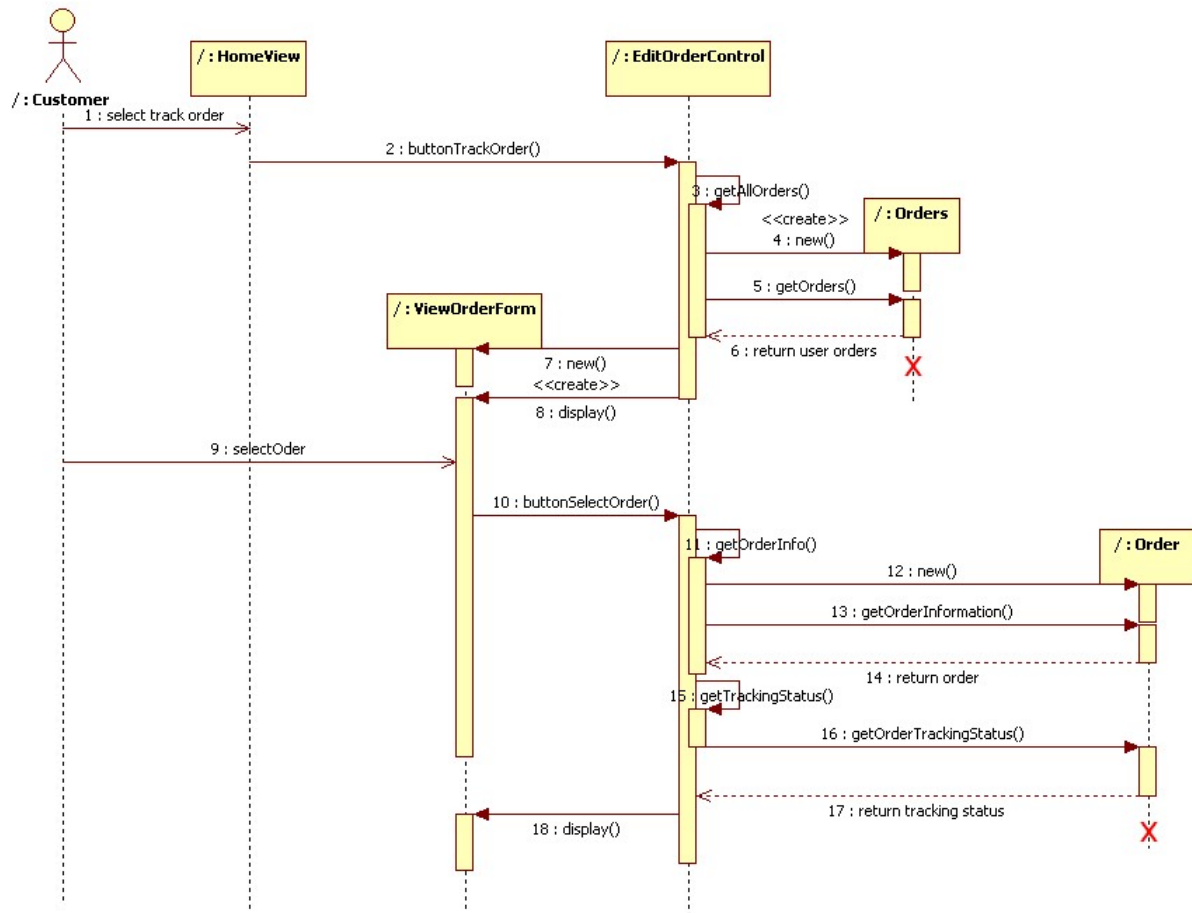 / : HomeView
/ : EditOrderControl
/ : Customer
1 : select track order
2 : buttonTrackOrder()
3 : getAllOrders()
/ : Orders
<<create>>
4 : new()
5 : getOrders()
/ : ViewOrderForm
6 : return user orders
X
7 : new()
<<create>>
8 : display()
9 : selectOder
10 : buttonSelectOrder()
11 : getOrderInfo()
/ : Order
12 : new()
13 : getOrderInformation()
14 : return order
15 : getTrackingStatus()
16 : getOrderTrackingStatus()
17 : return tracking status
18 : display()
X